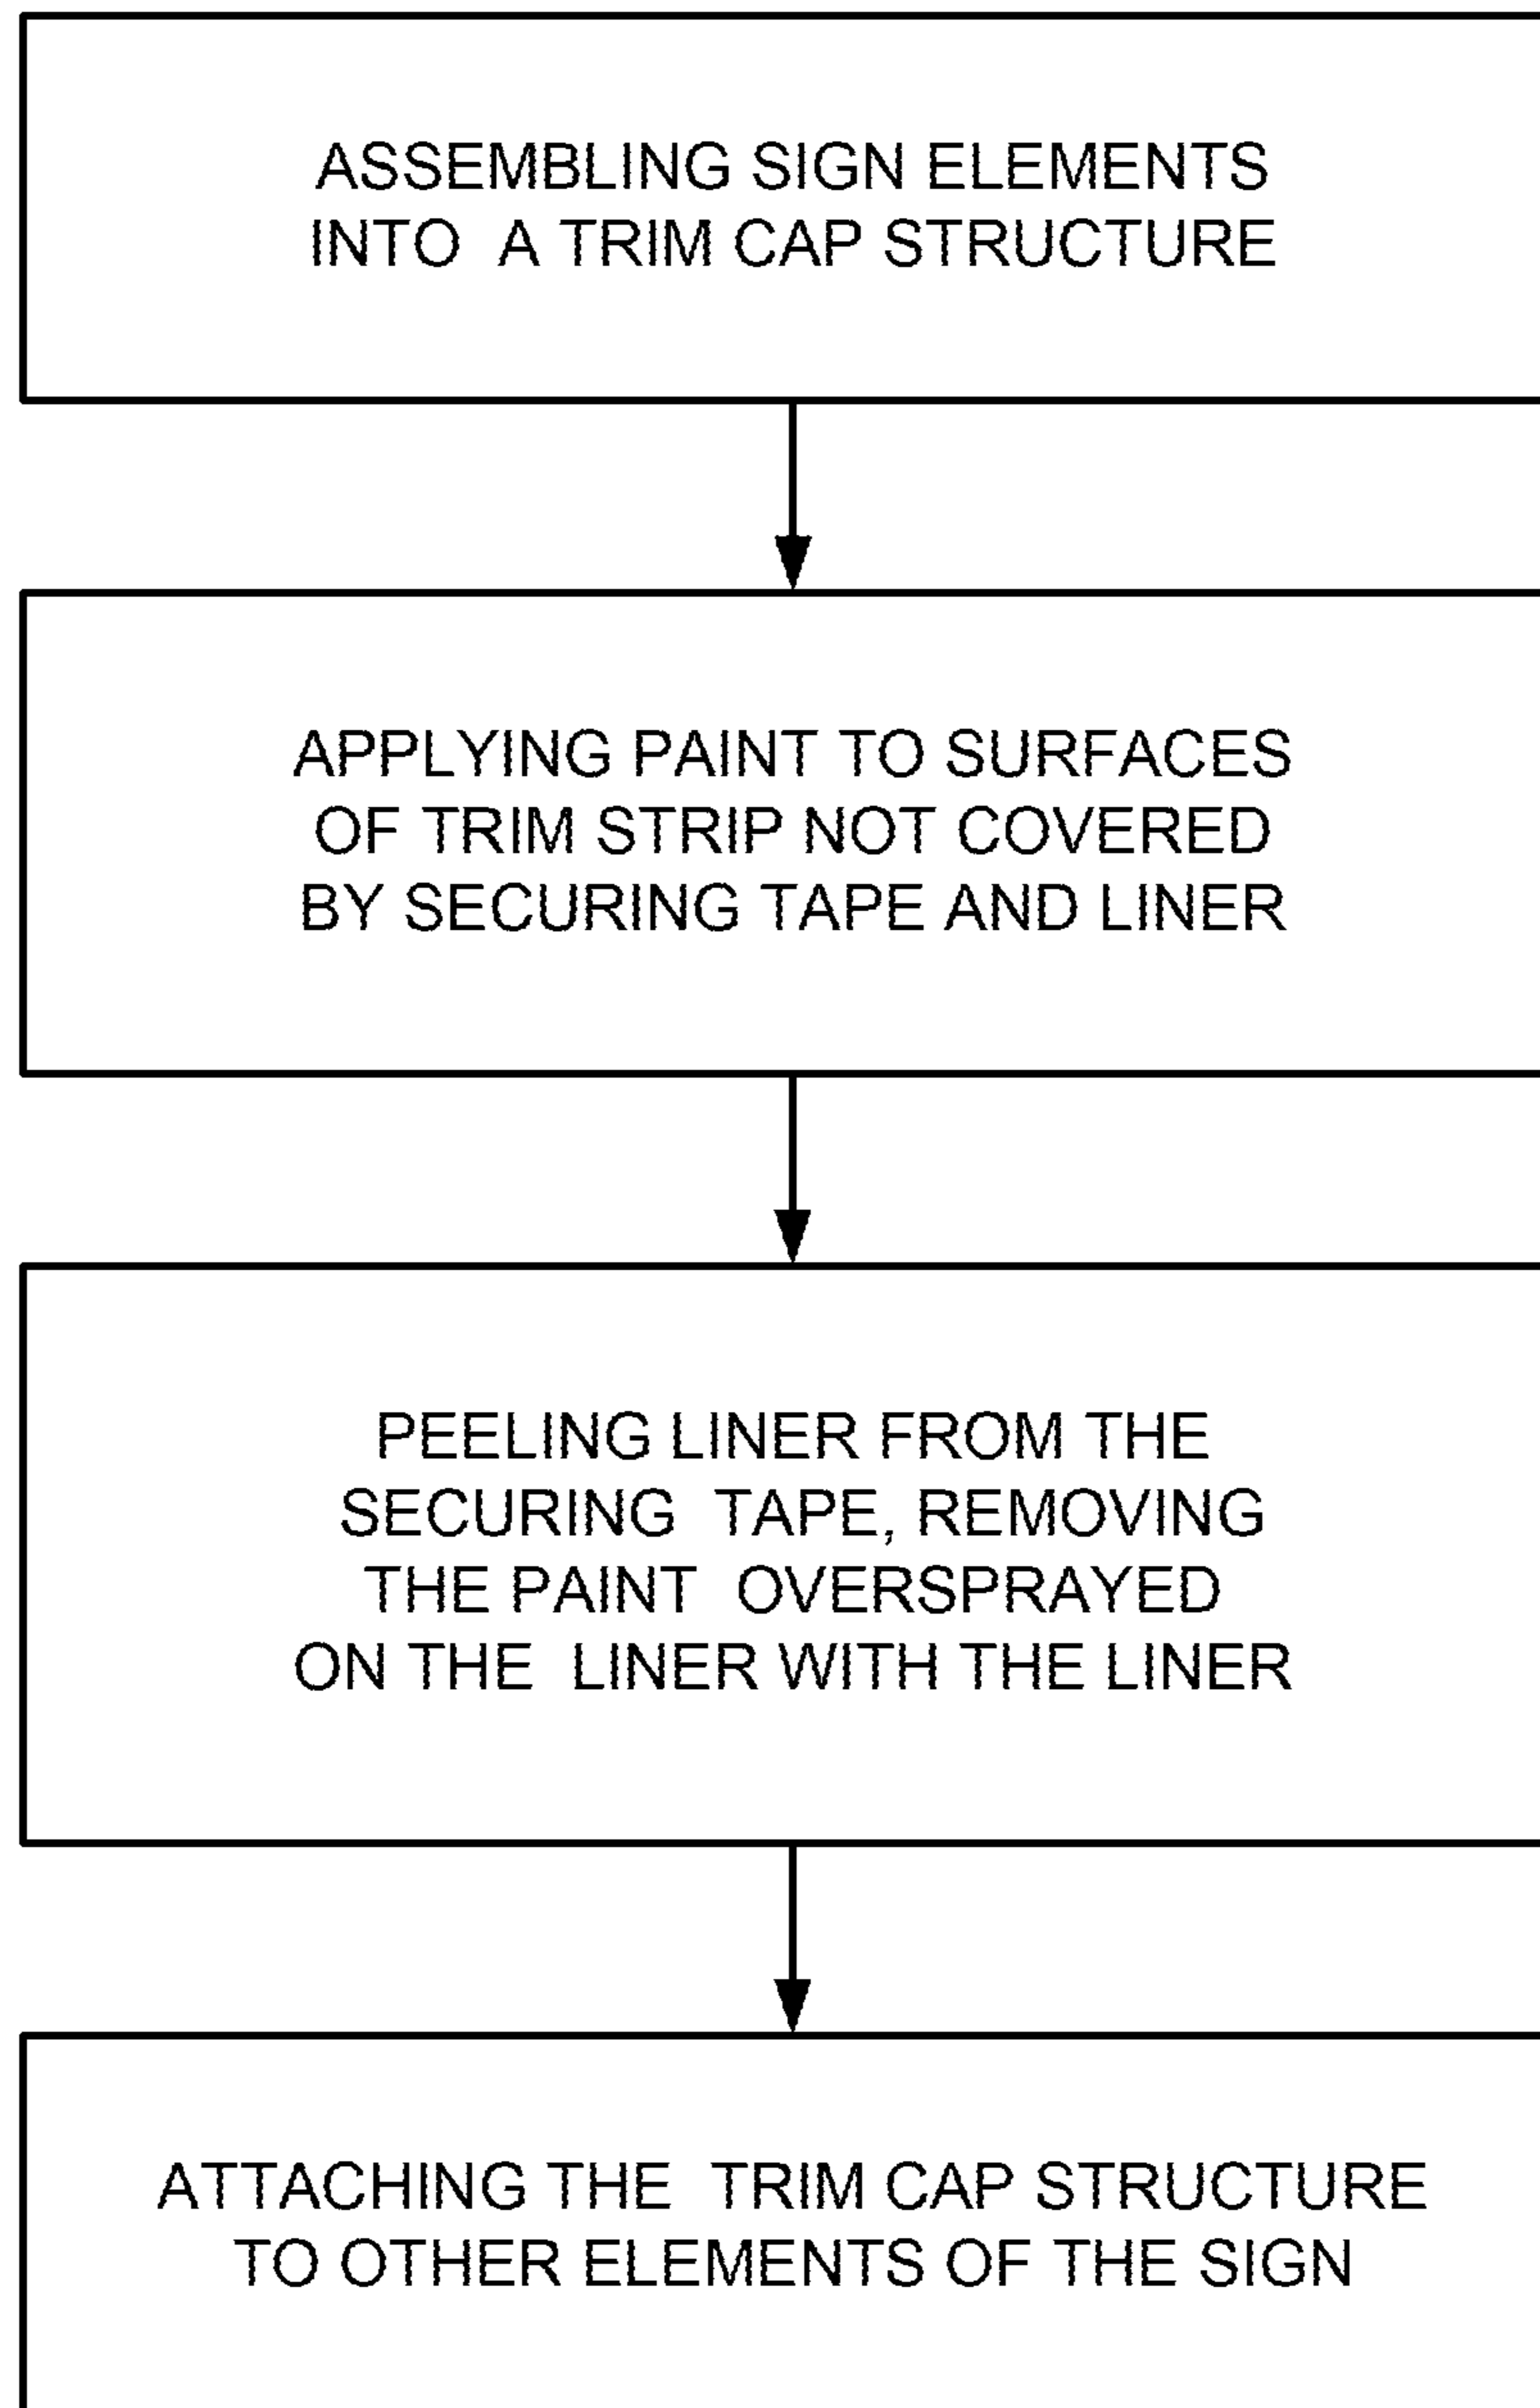 ASSEMBLING SIGN ELEMENTS
INTO A TRIM CAP STRUCTURE
APPLYING PAINT TO SURFACES
OF TRIM STRIP NOT COVERED
BY SECURING TAPE AND LINER
PEELING LINER FROM THE
SECURING TAPE, REMOVING
THE PAINT OVERSPRAYED
ON THE LINER WITH THE LINER
ATTACHING THE TRIM CAP STRUCTURE
TO OTHER ELEMENTS OF THE SIGN